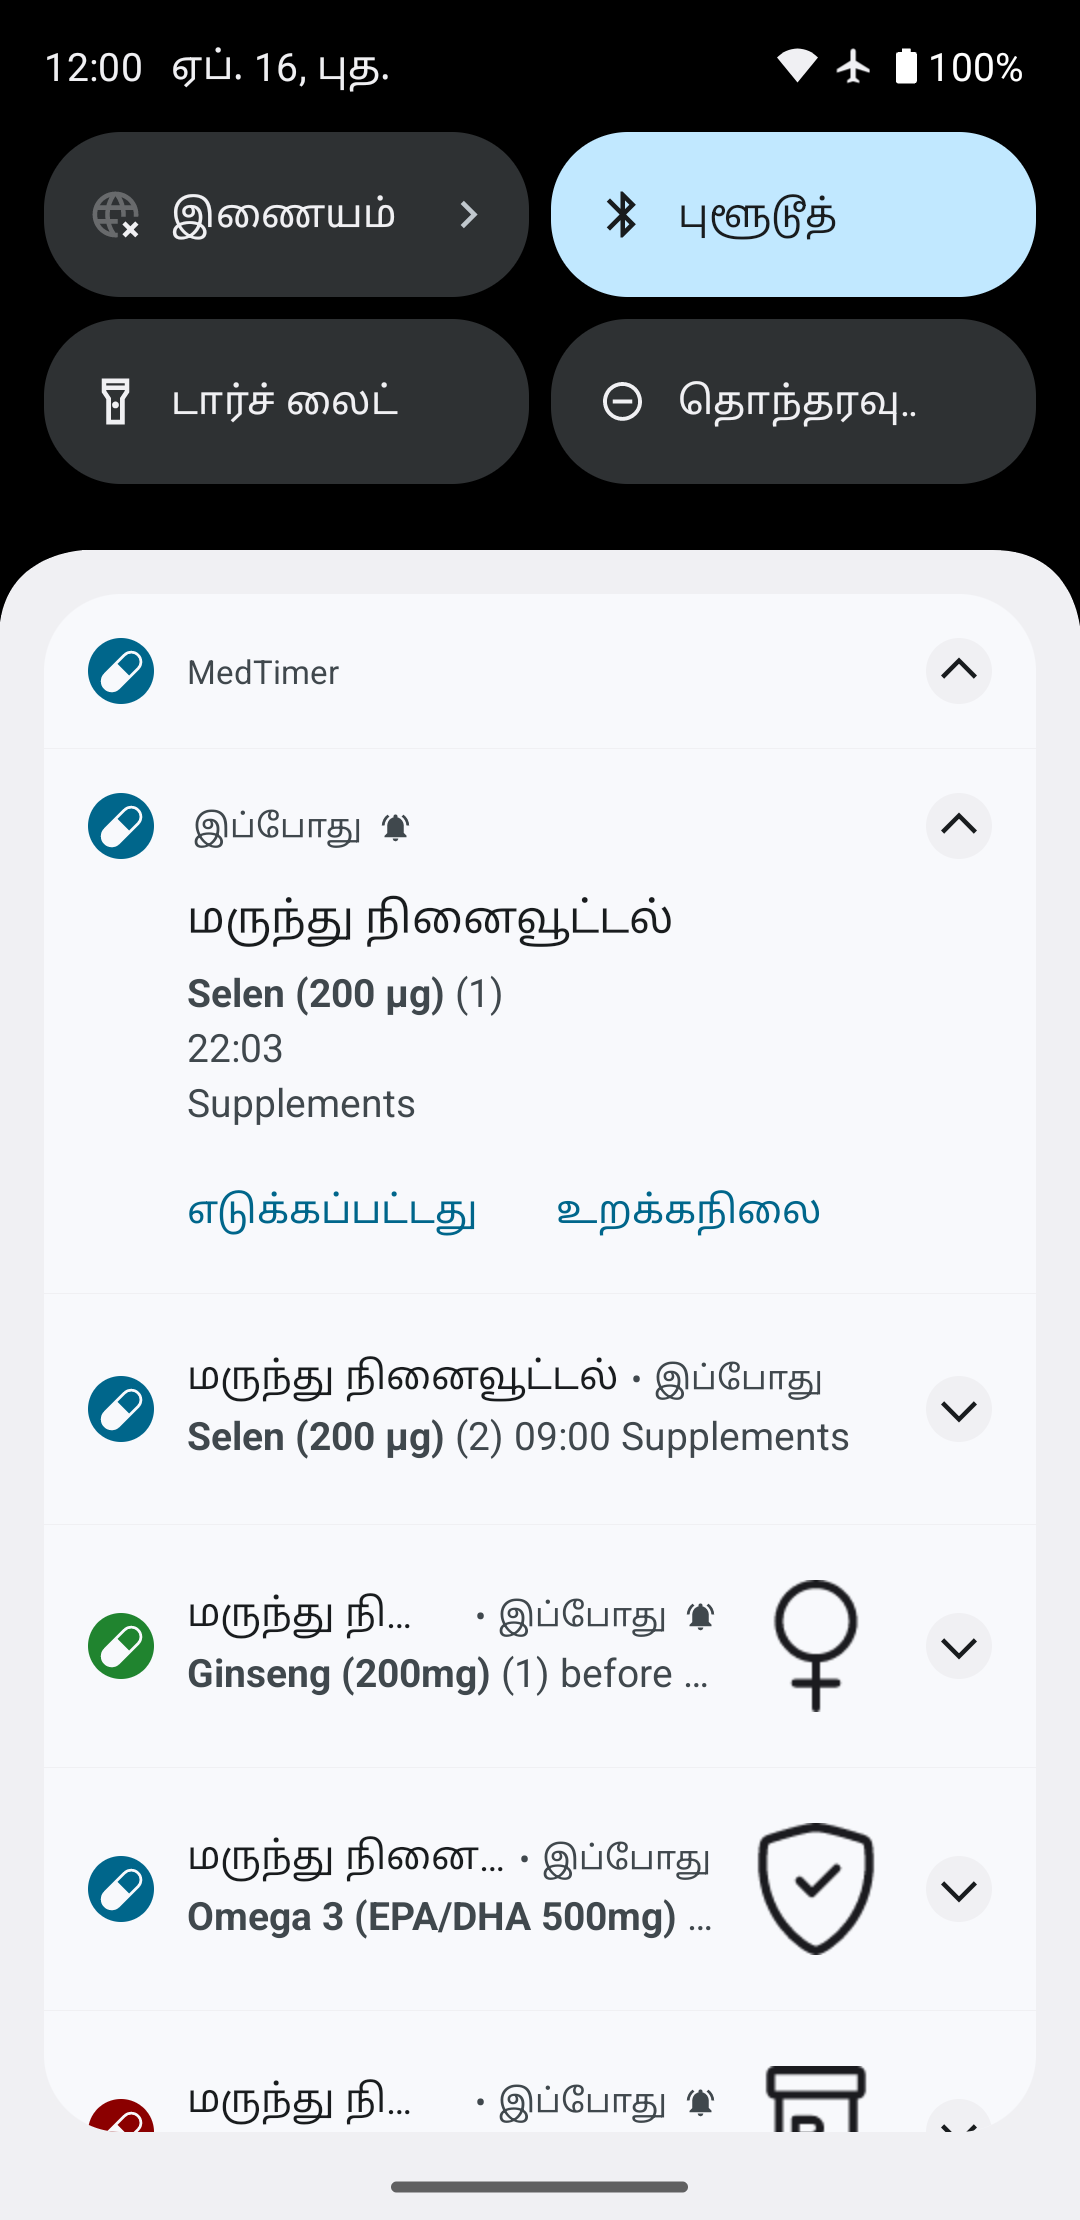 12:00 ஏப். 16, புத. 100%
இணையம் புளூடூத்
டார்ச் லைட் தொந்தரவு..
MedTimer
இப்போது
மருந்து நினைவூட்டல்
Selen (200 µg) (1)
22:03
Supplements
எடுக்கப்பட்டது உறக்கநிலை
மருந்து நினைவூட்டல் • இப்போது
Selen (200 µg) (2) 09:00 Supplements
மருந்து நி... • இப்போது
Ginseng (200mg) (1) before ...
மருந்து நினை... • இப்போது
Omega 3 (EPA/DHA 500mg) ...
மருந்து நி... • இப்போது